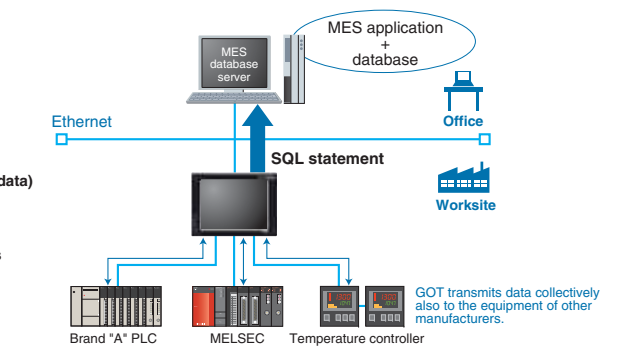 MES application
+
database
MES
database
server
Ethernet
Office
SQL statement
data)
Worksite
s
GOT transmits data collectively
also to the equipment of other
manufacturers.
Brand "A" PLC
MELSEC
Temperature controller